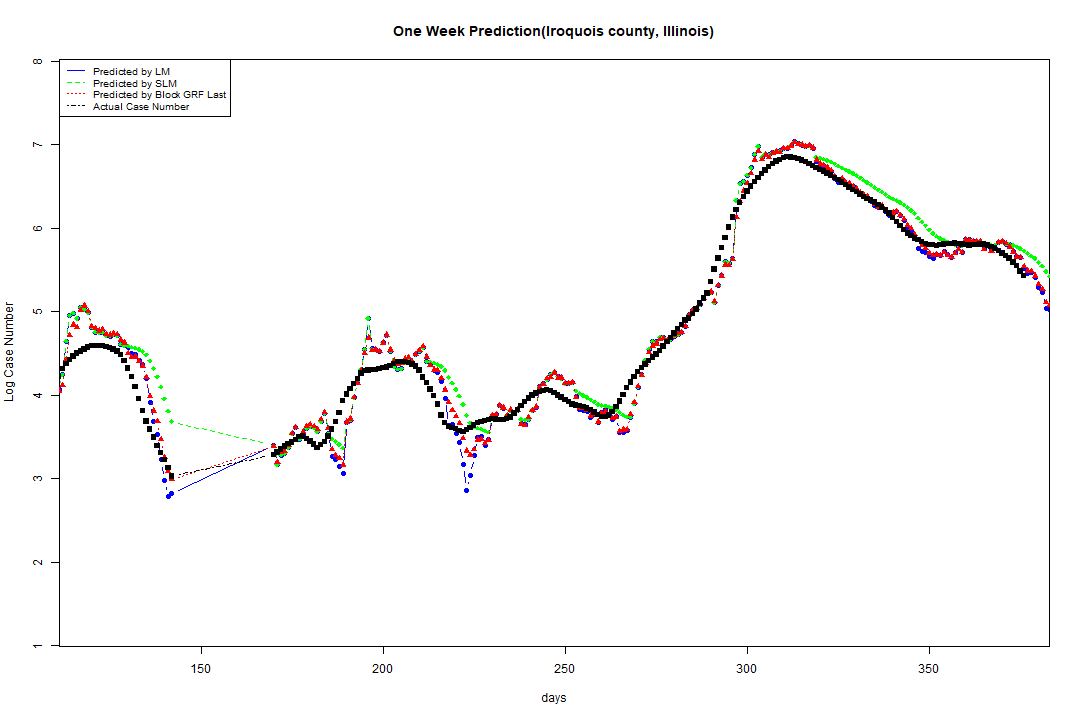 One Week Prediction(Iroquois county, Illinois)
Predicted by LM
Predicted by SLM
Predicted by Block GRF Last
Actual Case Number
Log Case Number
8
7
6
5
4
3
2
1
150 200 250 300 350
days